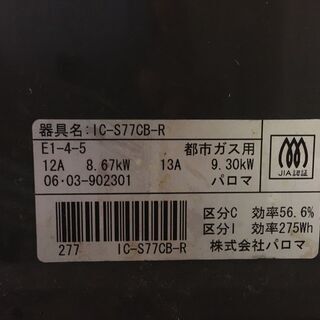 器具名:IC-S77CB-R
E1-4-5 都市ガス用
12A 8.67kW 13A 9.30kW
06・03-902301 パロマ
JIA認証
区分C 効率56.6%
区分I 効率275Wh
277 IC-S77CB-R 株式会社パロマ